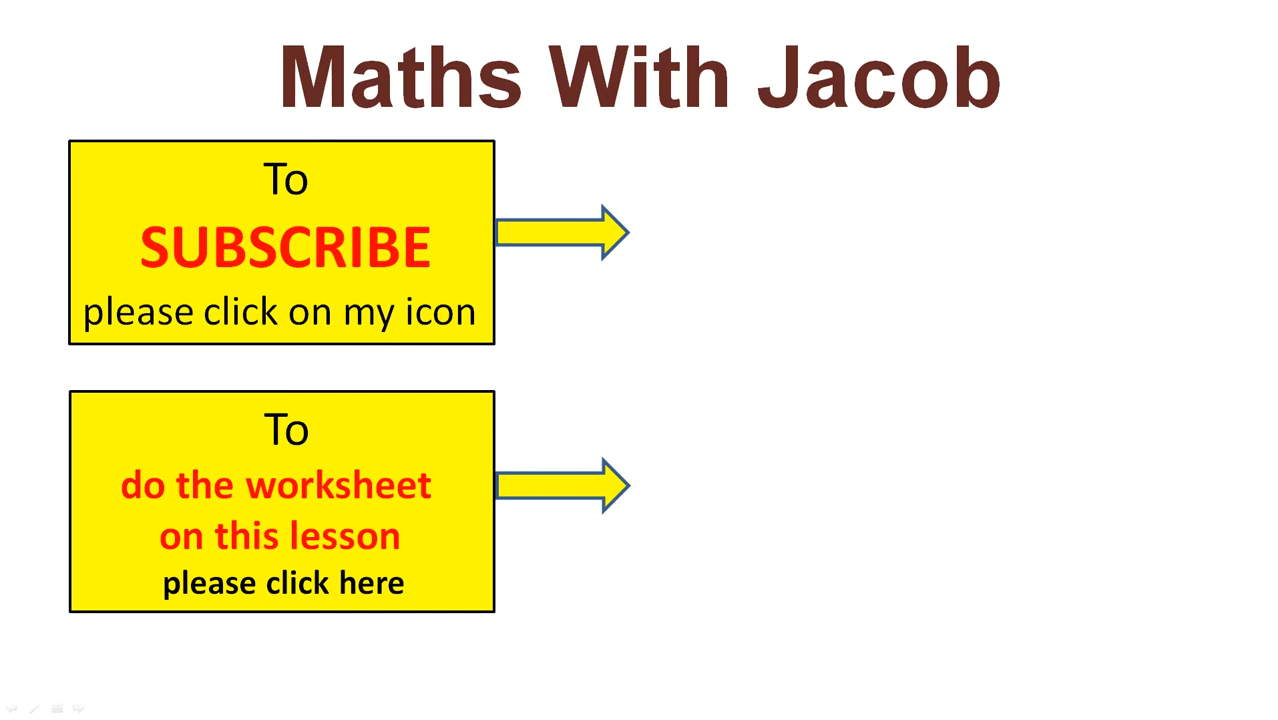 Maths With Jacob
To
SUBSCRIBE
please click on my icon
To
do the worksheet
on this lesson
please click here